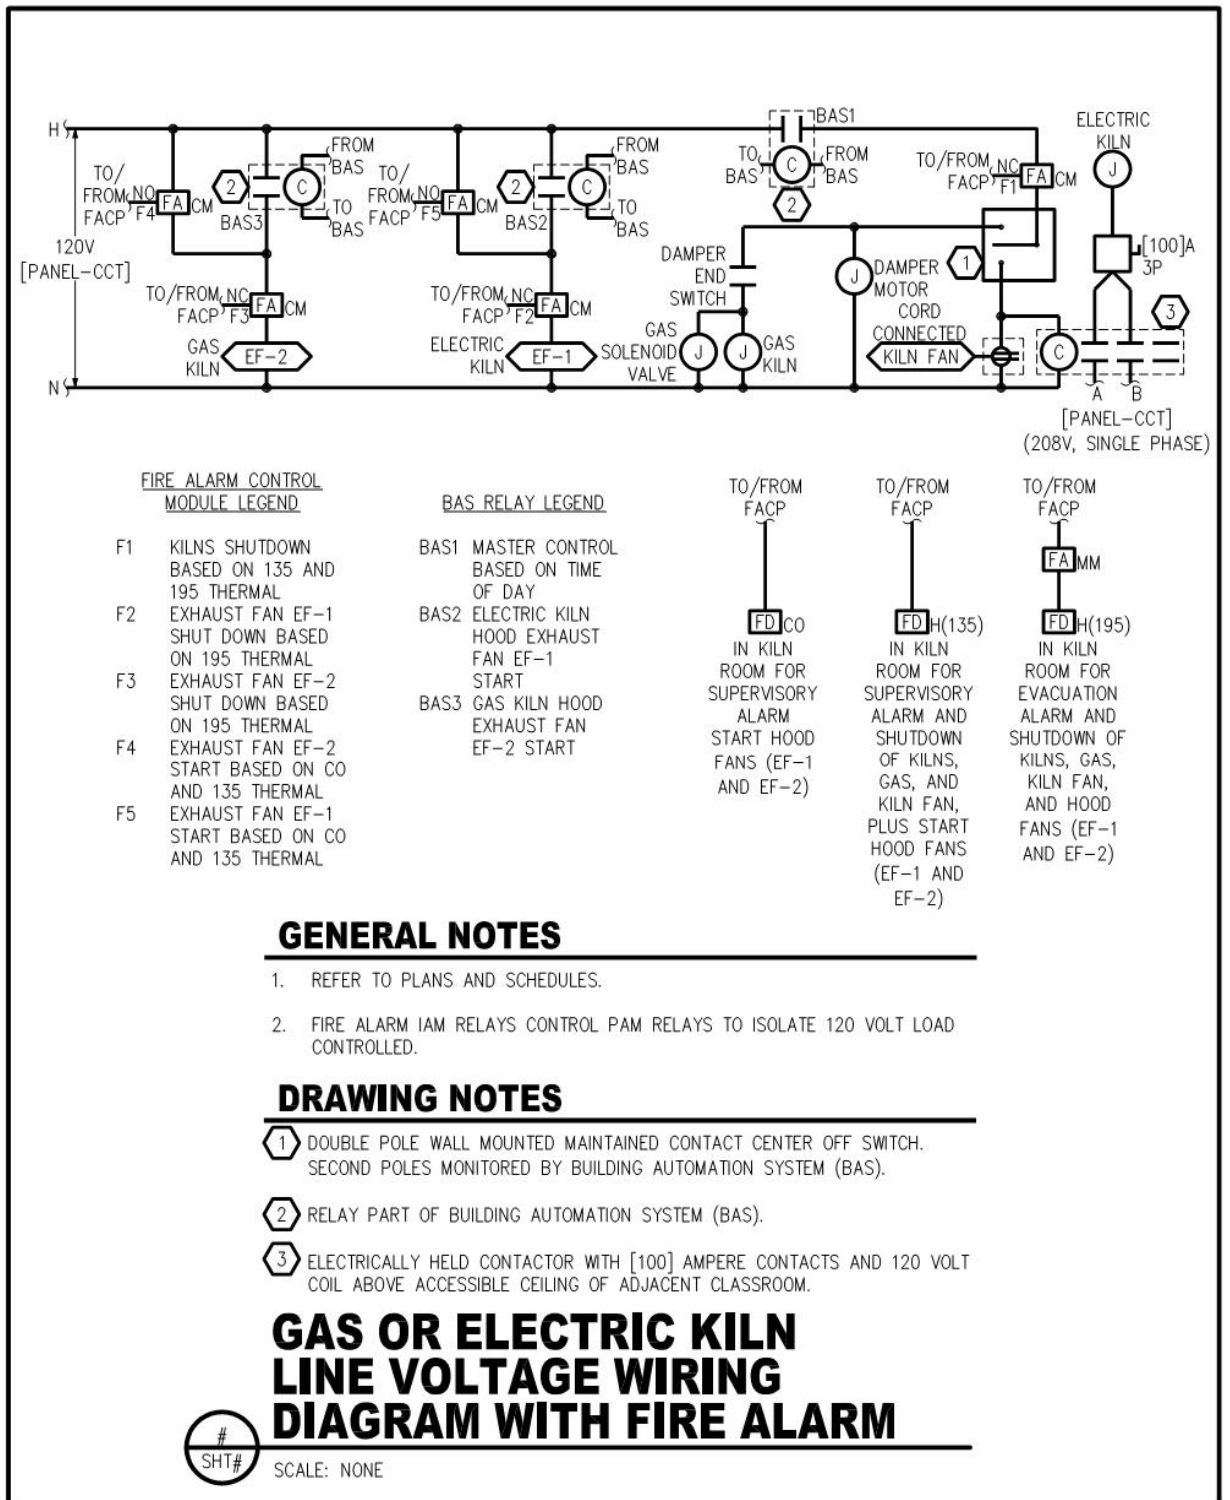 H
BAS1
ELECTRIC
KILN
J
TO/
FROM
FACP
NO
F4
FA
CM
2
BAS3
C
FROM
BAS
TO
BAS
TO/
FROM
FACP
NO
F5
FA
CM
2
BAS2
C
FROM
BAS
TO
BAS
TO
BAS
C
FROM
BAS
2
TO/FROM
FACP
NC
F1
FA
CM
120V
[PANEL-CCT]
TO/FROM
FACP
NC
F3
FA
CM
GAS
KILN
EF-2
TO/FROM
FACP
NC
F2
FA
CM
ELECTRIC
KILN
EF-1
DAMPER
END
SWITCH
GAS
SOLENOID
VALVE
J
J
GAS
KILN
J
DAMPER
MOTOR
1
CORD
CONNECTED
KILN FAN
C
[100]A
3P
3
N
A
B
[PANEL-CCT]
(208V, SINGLE PHASE)
FIRE ALARM CONTROL
MODULE LEGEND
F1 KILNS SHUTDOWN
BASED ON 135 AND
195 THERMAL
F2 EXHAUST FAN EF-1
SHUT DOWN BASED
ON 195 THERMAL
F3 EXHAUST FAN EF-2
SHUT DOWN BASED
ON 195 THERMAL
F4 EXHAUST FAN EF-2
START BASED ON CO
AND 135 THERMAL
F5 EXHAUST FAN EF-1
START BASED ON CO
AND 135 THERMAL
BAS RELAY LEGEND
BAS1 MASTER CONTROL
BASED ON TIME
OF DAY
BAS2 ELECTRIC KILN
HOOD EXHAUST
FAN EF-1
START
BAS3 GAS KILN HOOD
EXHAUST FAN
EF-2 START
TO/FROM
FACP
FD CO
IN KILN
ROOM FOR
SUPERVISORY
ALARM
START HOOD
FANS (EF-1
AND EF-2)
TO/FROM
FACP
FD H(135)
IN KILN
ROOM FOR
SUPERVISORY
ALARM AND
SHUTDOWN
OF KILNS,
GAS, AND
KILN FAN,
PLUS START
HOOD FANS
(EF-1 AND
EF-2)
TO/FROM
FACP
FA MM
FD H(195)
IN KILN
ROOM FOR
EVACUATION
ALARM AND
SHUTDOWN OF
KILNS, GAS,
KILN FAN,
AND HOOD
FANS (EF-1
AND EF-2)
GENERAL NOTES
1. REFER TO PLANS AND SCHEDULES.
2. FIRE ALARM IAM RELAYS CONTROL PAM RELAYS TO ISOLATE 120 VOLT LOAD
CONTROLLED.
DRAWING NOTES
1 DOUBLE POLE WALL MOUNTED MAINTAINED CONTACT CENTER OFF SWITCH.
SECOND POLES MONITORED BY BUILDING AUTOMATION SYSTEM (BAS).
2 RELAY PART OF BUILDING AUTOMATION SYSTEM (BAS).
3 ELECTRICALLY HELD CONTACTOR WITH [100] AMPERE CONTACTS AND 120 VOLT
COIL ABOVE ACCESSIBLE CEILING OF ADJACENT CLASSROOM.
GAS OR ELECTRIC KILN
LINE VOLTAGE WIRING
DIAGRAM WITH FIRE ALARM
#
SHT#
SCALE: NONE